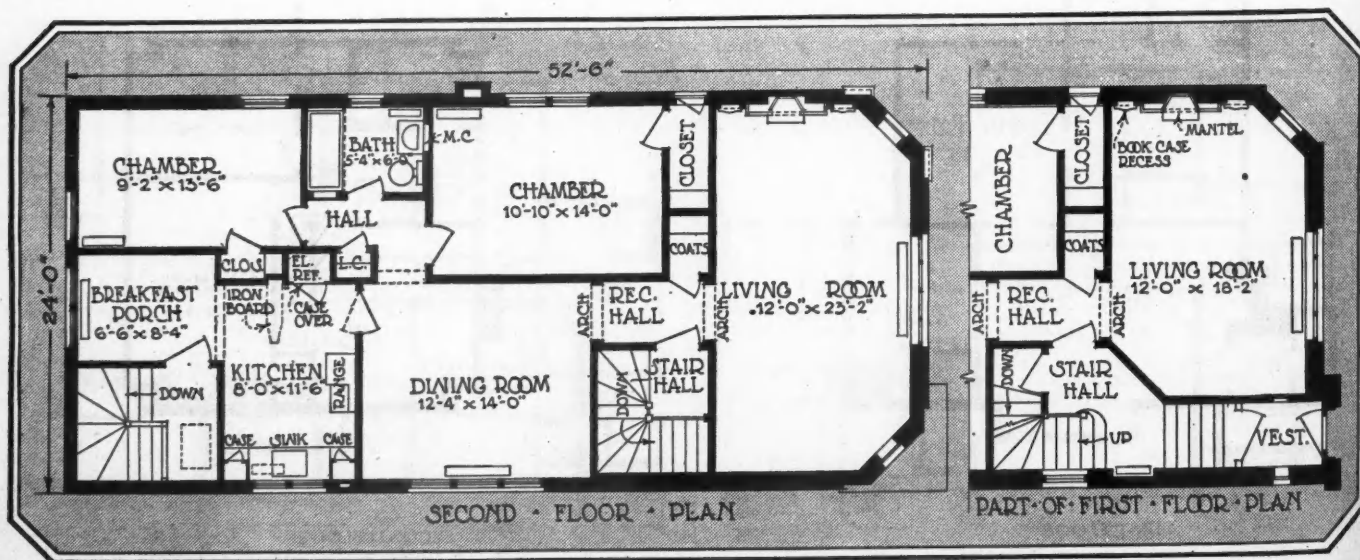 52'-6"
24'-0"
CHAMBER
9'-2" x 13'-6"
BATH
5'-4" x 6'-0"
M.C.
CHAMBER
10'-10" x 14'-0"
CLOSET
COATS
HALL
CLOS.
EL.
REF.
L.C.
BREAKFAST
PORCH
6'-6" x 8'-4"
IRON
BOARD
CASE
OVER
KITCHEN
8'-0" x 11'-6"
RANGE
DOWN
CASE
SINK
CASE
DINING ROOM
12'-4" x 14'-0"
ARCH
REC.
HALL
ARCH
STAIR
HALL
DOWN
LIVING ROOM
12'-0" x 23'-2"
SECOND · FLOOR · PLAN
CHAMBER
CLOSET
COATS
MANTEL
BOOK CASE
RECESS
LIVING ROOM
12'-0" x 18'-2"
ARCH
REC.
HALL
ARCH
STAIR
HALL
DOWN
UP
VEST.
PART · OF · FIRST · FLOOR · PLAN